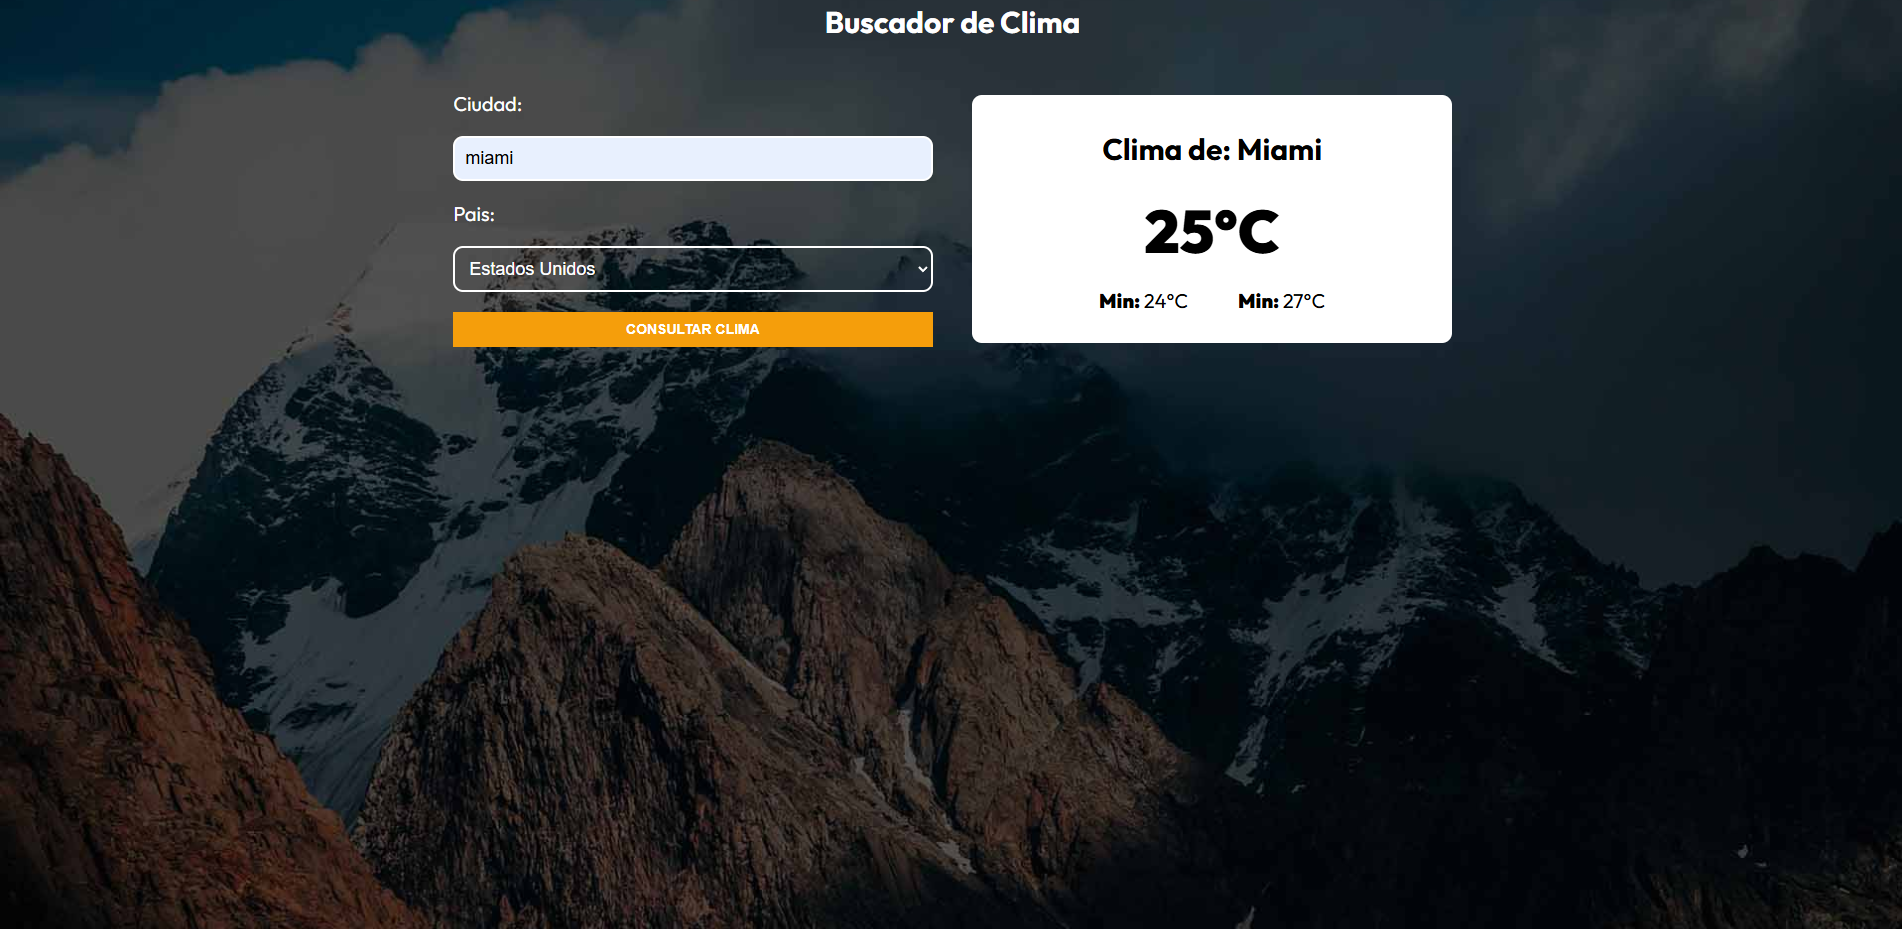 Buscador de Clima
Ciudad:
miami
Pais:
Estados Unidos
CONSULTAR CLIMA
Clima de: Miami
25°C
Min: 24°C Min: 27°C